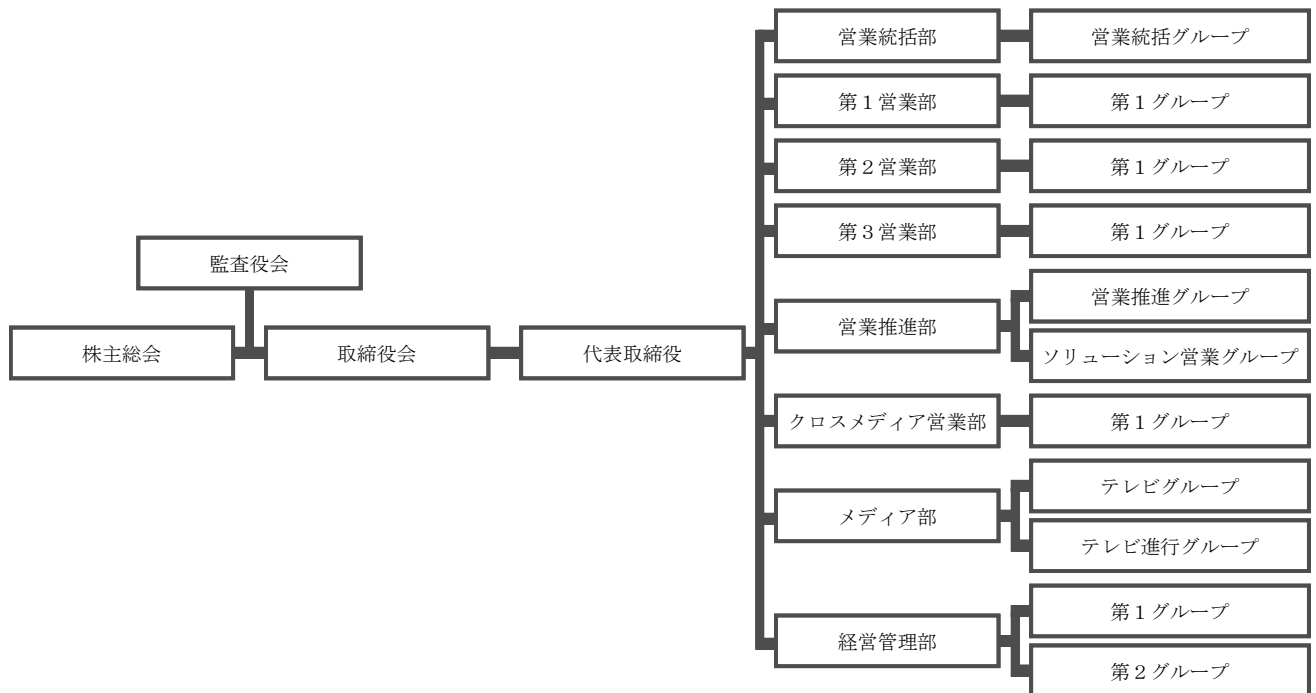 営業統括部
営業統括グループ
第1営業部
第1グループ
第2営業部
第1グループ
第3営業部
第1グループ
監査役会
株主総会
取締役会
代表取締役
営業推進部
営業推進グループ
ソリューション営業グループ
クロスメディア営業部
第1グループ
メディア部
テレビグループ
テレビ進行グループ
経営管理部
第1グループ
第2グループ